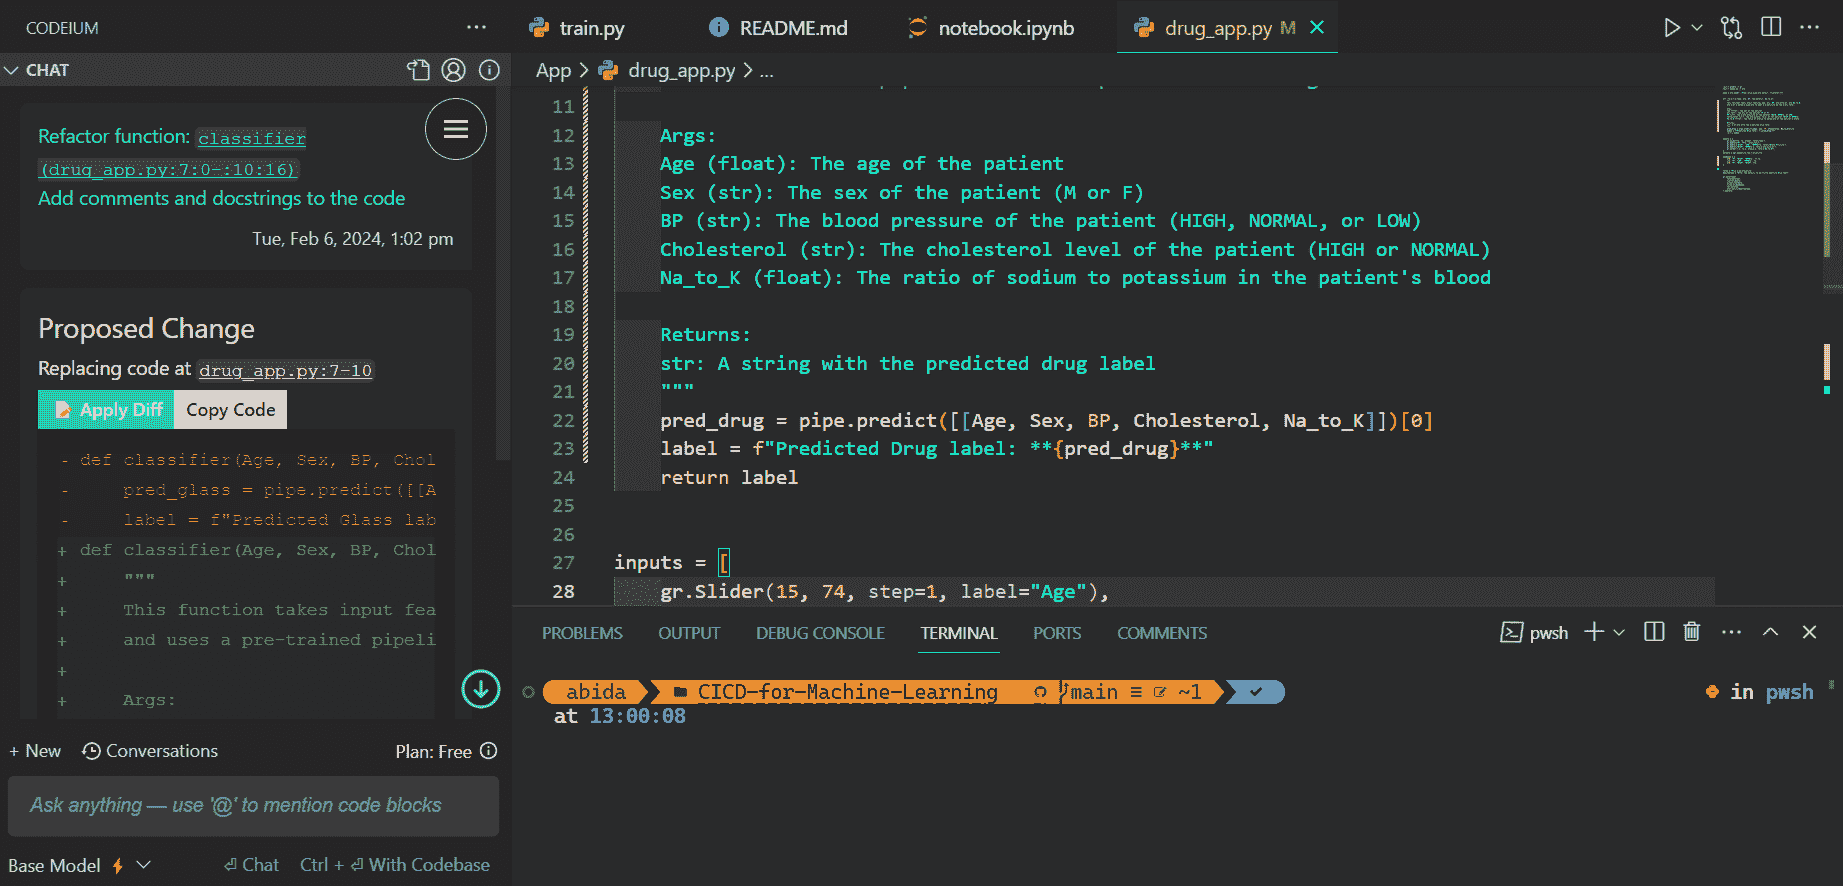 CODEIUM
CHAT
Refactor function: classifier
(drug_app.py:7:0-:10:16)
Add comments and docstrings to the code
Tue, Feb 6, 2024, 1:02 pm
Proposed Change
Replacing code at drug_app.py:7-10
Apply Diff Copy Code
- def classifier(Age, Sex, BP, Chol
- pred_glass = pipe.predict([[A
- label = f"Predicted Glass lab
+ def classifier(Age, Sex, BP, Chol
+ """
+ This function takes input fea
+ and uses a pre-trained pipeli
+
+ Args:
+ New Conversations Plan: Free
Ask anything — use '@' to mention code blocks
Base Model Chat Ctrl + With Codebase
train.py README.md notebook.ipynb drug_app.py M
App > drug_app.py > ...
11
12 Args:
13 Age (float): The age of the patient
14 Sex (str): The sex of the patient (M or F)
15 BP (str): The blood pressure of the patient (HIGH, NORMAL, or LOW)
16 Cholesterol (str): The cholesterol level of the patient (HIGH or NORMAL)
17 Na_to_K (float): The ratio of sodium to potassium in the patient's blood
18
19 Returns:
20 str: A string with the predicted drug label
21 """
22 pred_drug = pipe.predict([[Age, Sex, BP, Cholesterol, Na_to_K]])[0]
23 label = f"Predicted Drug label: **{pred_drug}**"
24 return label
25
26
27 inputs = [
28 gr.Slider(15, 74, step=1, label="Age"),
PROBLEMS OUTPUT DEBUG CONSOLE TERMINAL PORTS COMMENTS pwsh
abida CICD-for-Machine-Learning main ≡ ~1 in pwsh
at 13:00:08